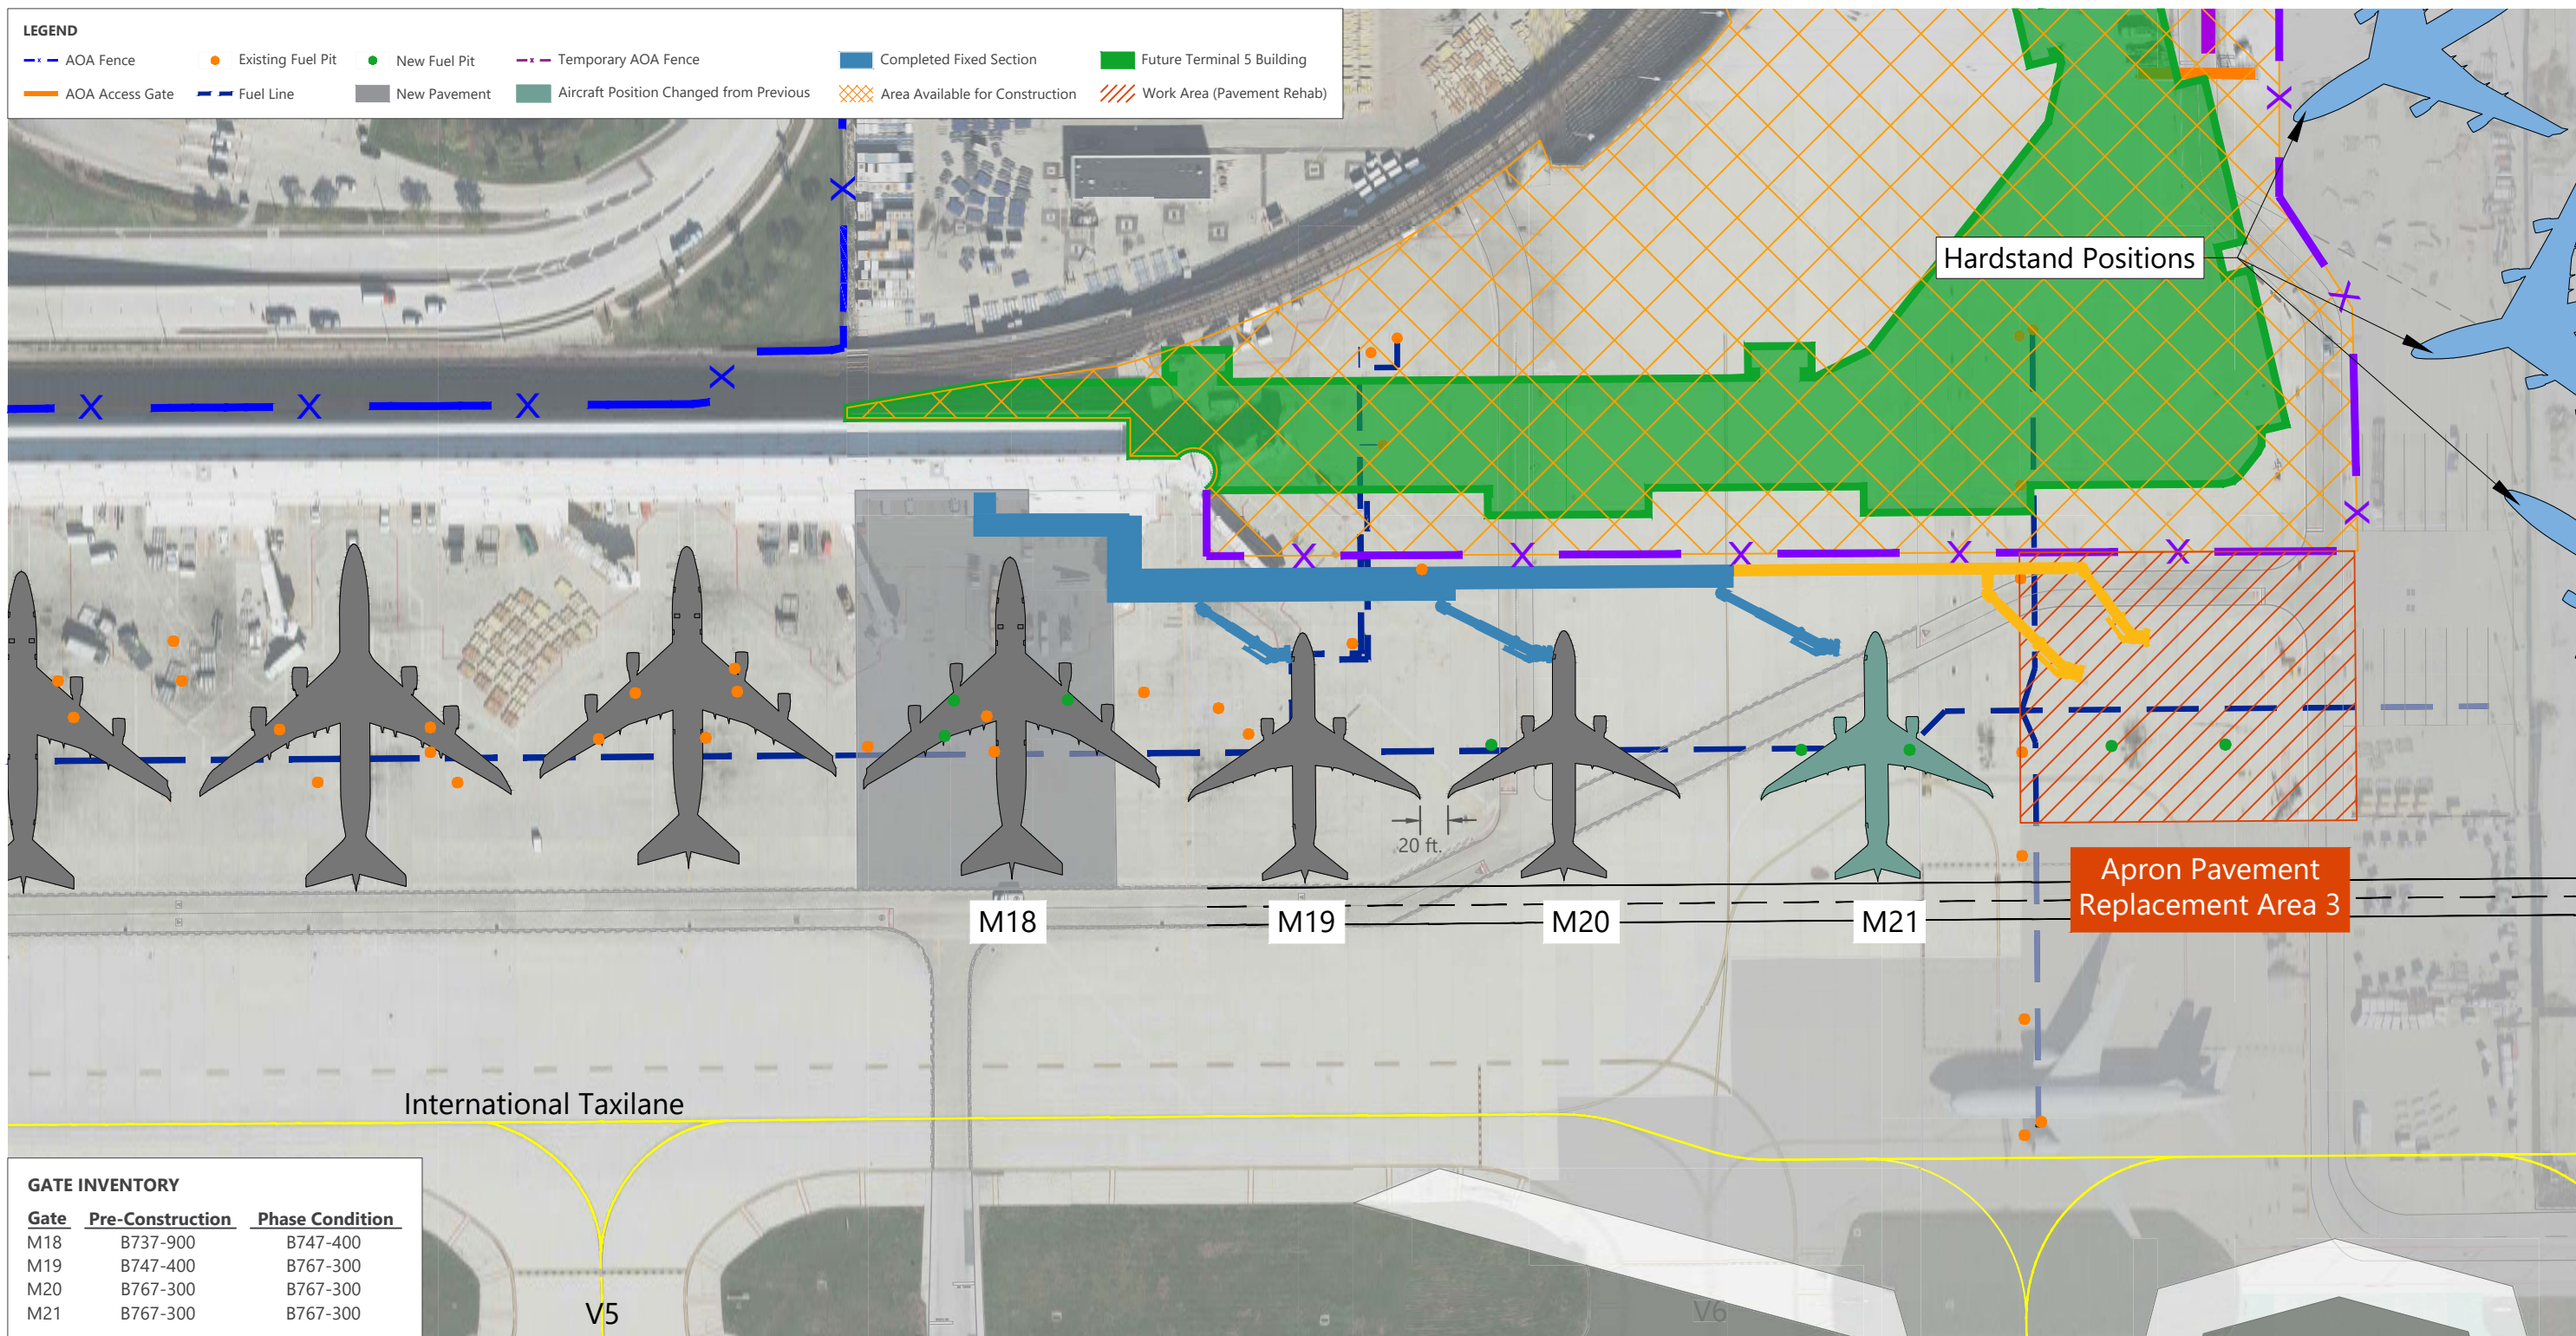 LEGEND
AOA Fence
Existing Fuel Pit
New Fuel Pit
Temporary AOA Fence
Completed Fixed Section
Future Terminal 5 Building
AOA Access Gate
Fuel Line
New Pavement
Aircraft Position Changed from Previous
Area Available for Construction
Work Area (Pavement Rehab)
Hardstand Positions
20 ft.
M18
M19
M20
M21
Apron Pavement
Replacement Area 3
International Taxilane
GATE INVENTORY
Gate Pre-Construction Phase Condition
M18 B737-900 B747-400
M19 B747-400 B767-300
M20 B767-300 B767-300
M21 B767-300 B767-300
V5
V6